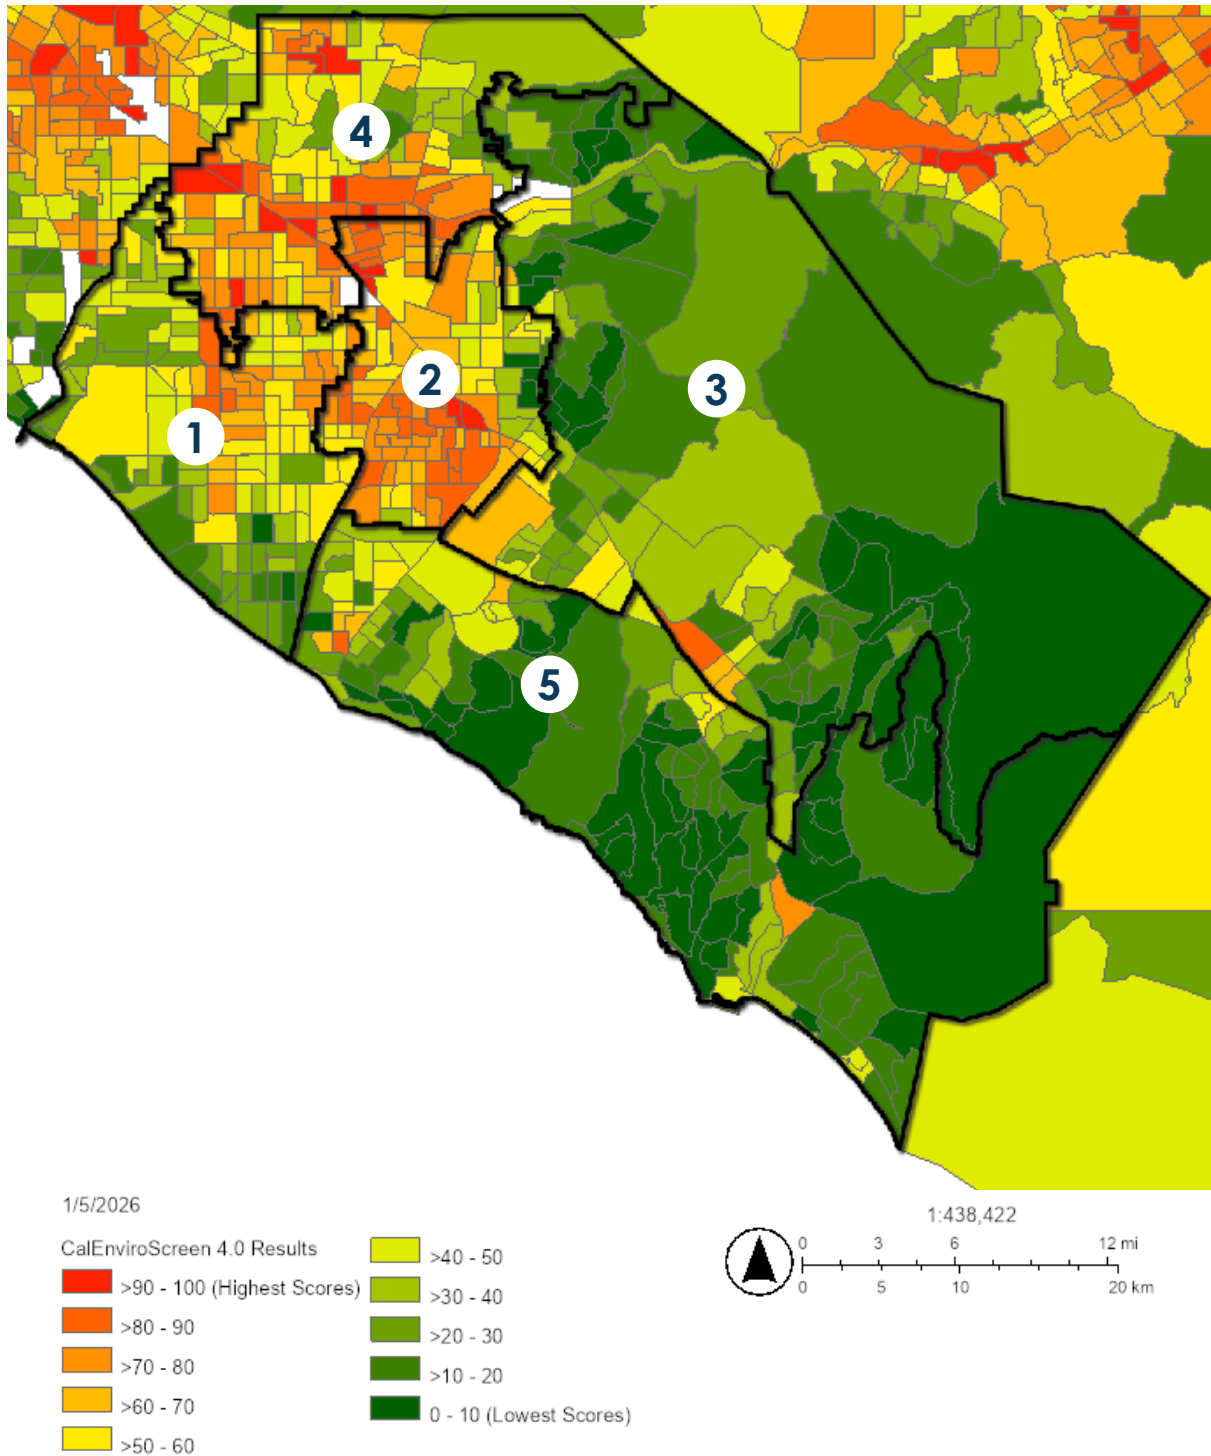 4
2
3
1
5
1/5/2026
CalEnviroScreen 4.0 Results
>90 - 100 (Highest Scores)
>80 - 90
>70 - 80
>60 - 70
>50 - 60
>40 - 50
>30 - 40
>20 - 30
>10 - 20
0 - 10 (Lowest Scores)
1:438,422
0 3 6 12 mi
0 5 10 20 km